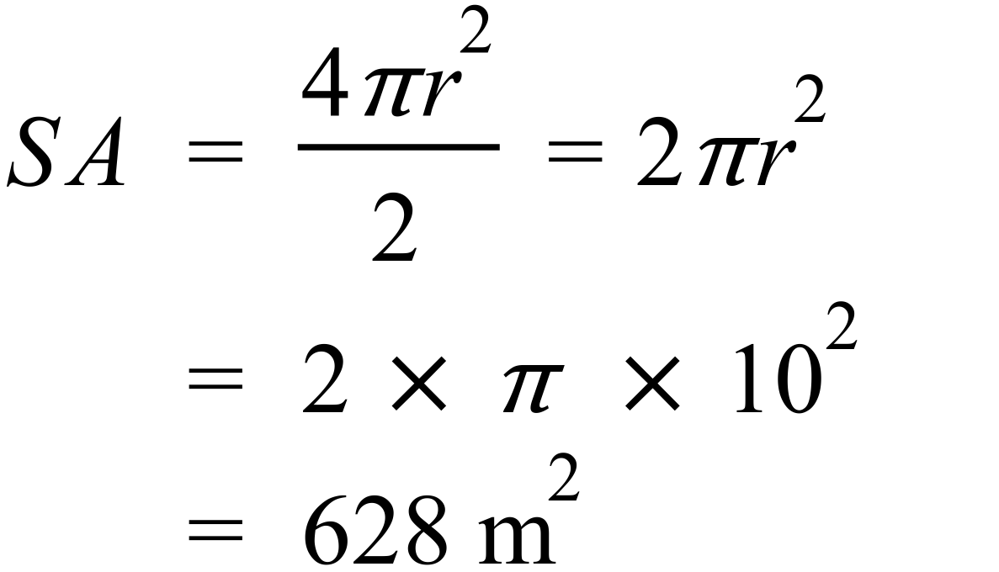 SA = 4πr²/2 = 2πr²
= 2 × π × 10²
= 628 m²